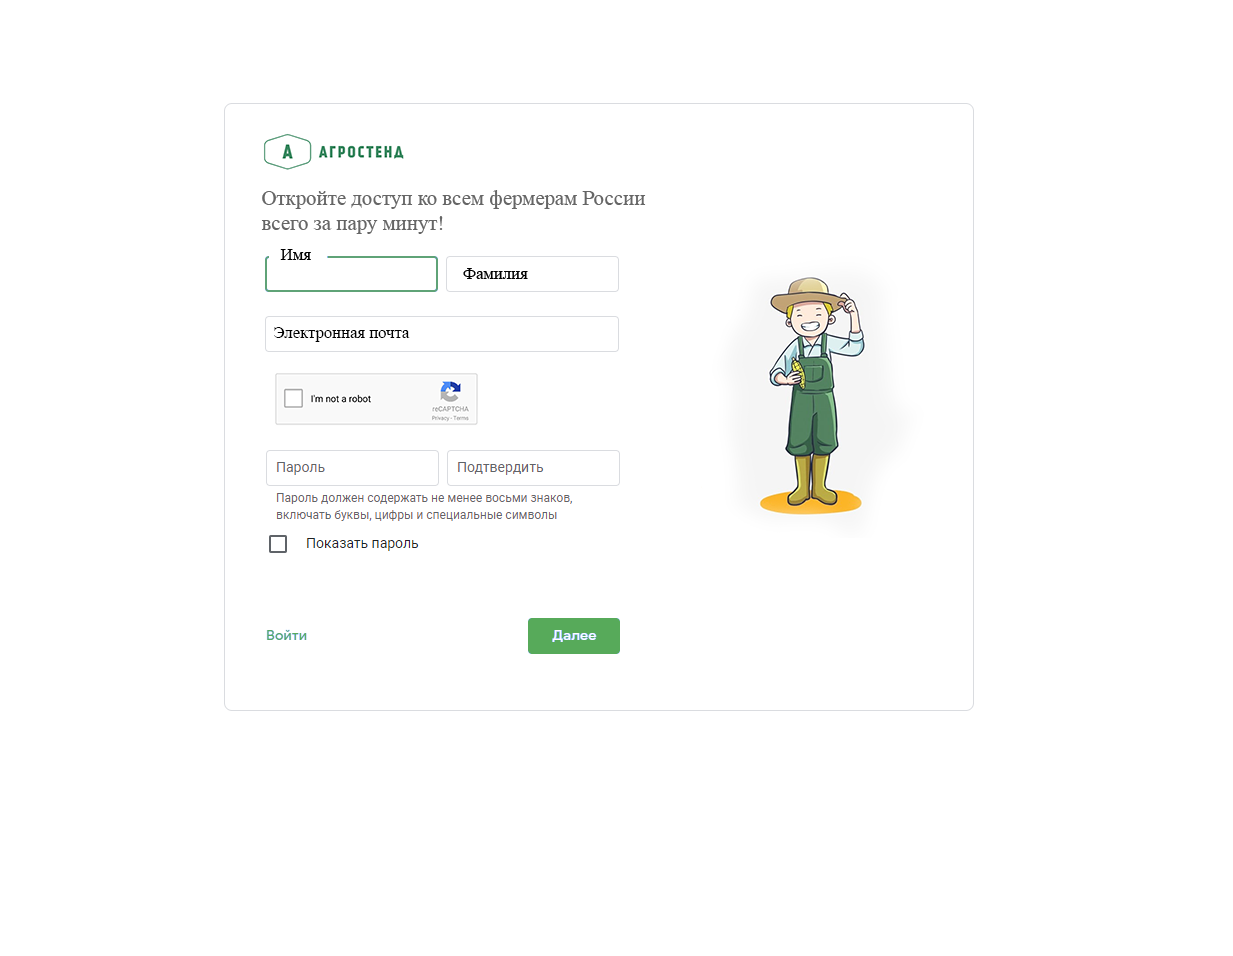 А АГРОСТЕНД
Откройте доступ ко всем фермерам России
всего за пару минут!
Имя
Фамилия
Электронная почта
I'm not a robot
reCAPTCHA
Privacy - Terms
Пароль
Подтвердить
Пароль должен содержать не менее восьми знаков,
включать буквы, цифры и специальные символы
Показать пароль
Войти
Далее